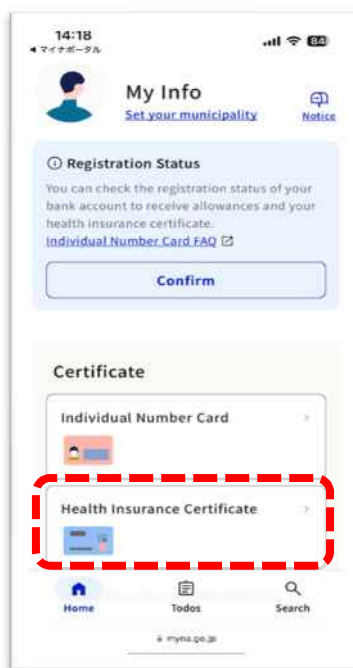 14:18
84
◀ マイナポータル
My Info
Set your municipality
Notice
Registration Status
You can check the registration status of your
bank account to receive allowances and your
health insurance certificate.
Individual Number Card FAQ
Confirm
Certificate
Individual Number Card
Health Insurance Certificate
Home
Todos
Search
myna.go.jp